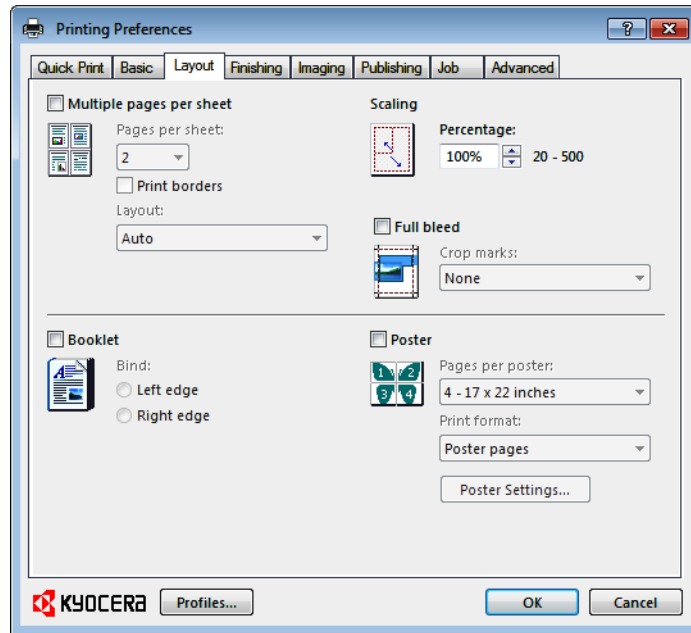 Printing Preferences
Quick Print Basic Layout Finishing Imaging Publishing Job Advanced
Multiple pages per sheet
Pages per sheet:
2
Print borders
Layout:
Auto
Scaling
Percentage:
100% 20 - 500
Full bleed
Crop marks:
None
Booklet
Bind:
Left edge
Right edge
Poster
1 2
3 4
Pages per poster:
4 - 17 x 22 inches
Print format:
Poster pages
Poster Settings...
KYOCERA Profiles... OK Cancel